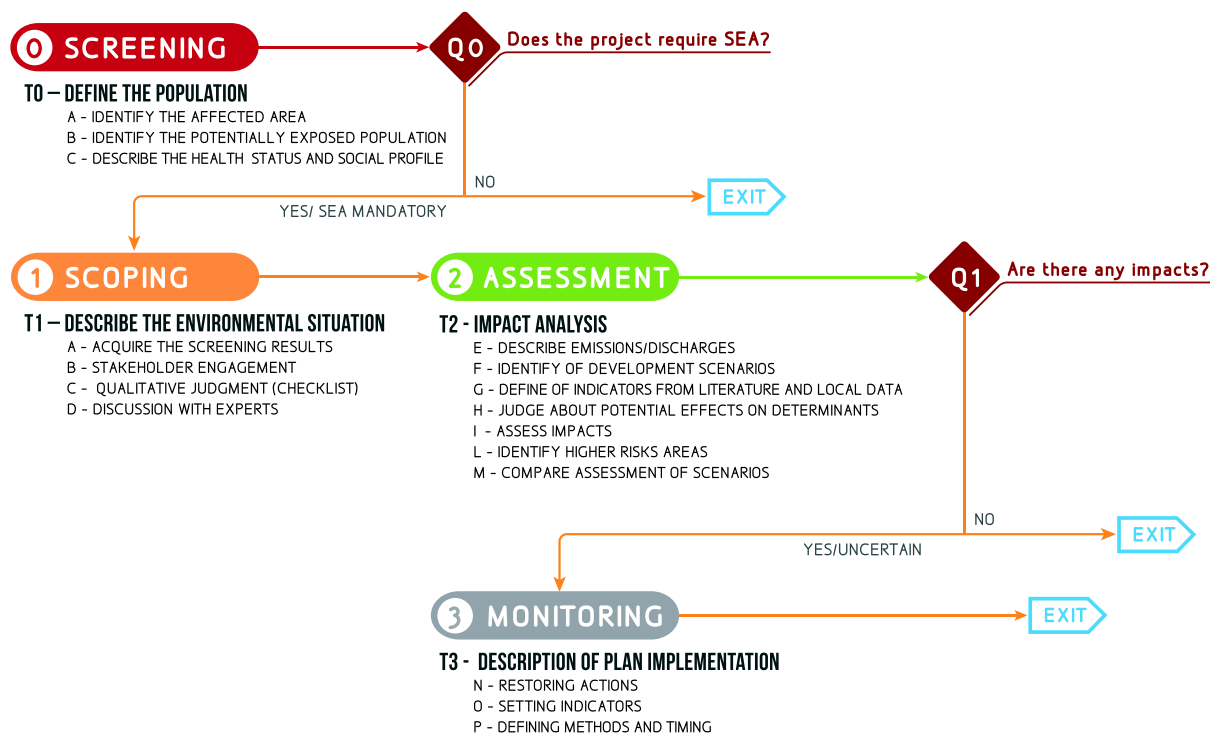 0 SCREENING
Q0
Does the project require SEA?
T0 – DEFINE THE POPULATION
A - IDENTIFY THE AFFECTED AREA
B - IDENTIFY THE POTENTIALLY EXPOSED POPULATION
C - DESCRIBE THE HEALTH STATUS AND SOCIAL PROFILE
NO
EXIT
YES/ SEA MANDATORY
1 SCOPING
T1 – DESCRIBE THE ENVIRONMENTAL SITUATION
A - ACQUIRE THE SCREENING RESULTS
B - STAKEHOLDER ENGAGEMENT
C - QUALITATIVE JUDGMENT (CHECKLIST)
D - DISCUSSION WITH EXPERTS
2 ASSESSMENT
T2 - IMPACT ANALYSIS
E - DESCRIBE EMISSIONS/DISCHARGES
F - IDENTIFY OF DEVELOPMENT SCENARIOS
G - DEFINE OF INDICATORS FROM LITERATURE AND LOCAL DATA
H - JUDGE ABOUT POTENTIAL EFFECTS ON DETERMINANTS
I - ASSESS IMPACTS
L - IDENTIFY HIGHER RISKS AREAS
M - COMPARE ASSESSMENT OF SCENARIOS
Q1
Are there any impacts?
NO
EXIT
YES/UNCERTAIN
3 MONITORING
EXIT
T3 - DESCRIPTION OF PLAN IMPLEMENTATION
N - RESTORING ACTIONS
O - SETTING INDICATORS
P - DEFINING METHODS AND TIMING